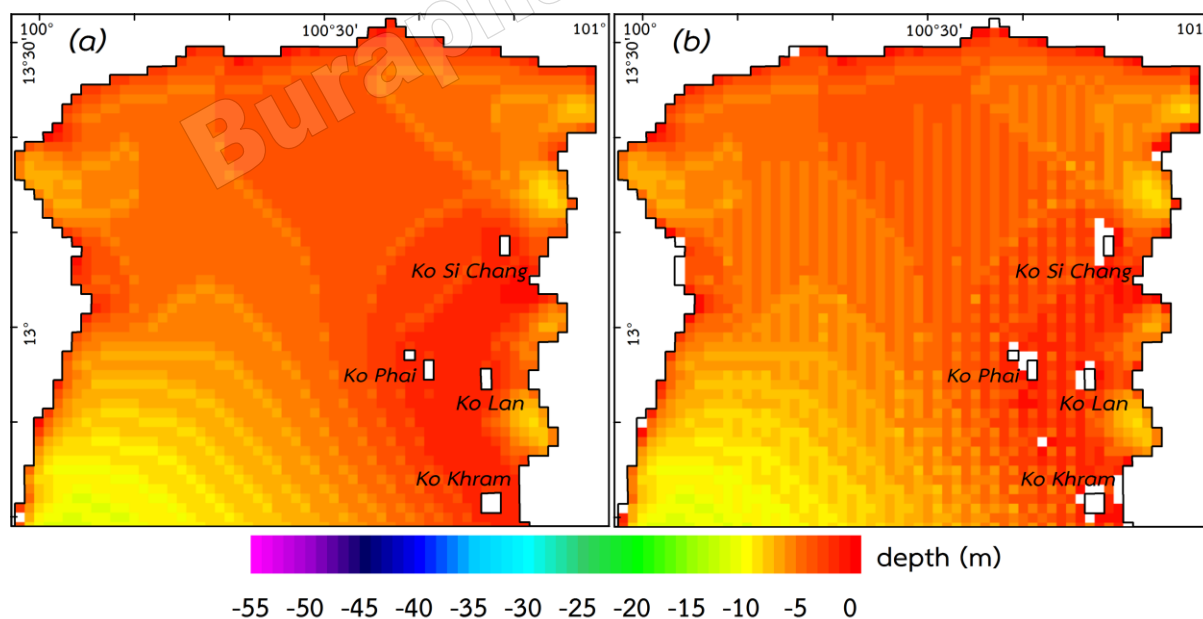 100° 100°30' 101°
(a)
13°30'
Ko Si Chang
13°
Ko Phai
Ko Lan
Ko Khram
100° 100°30' 101°
(b)
13°30'
Ko Si Chang
13°
Ko Phai
Ko Lan
Ko Khram
depth (m)
-55 -50 -45 -40 -35 -30 -25 -20 -15 -10 -5 0